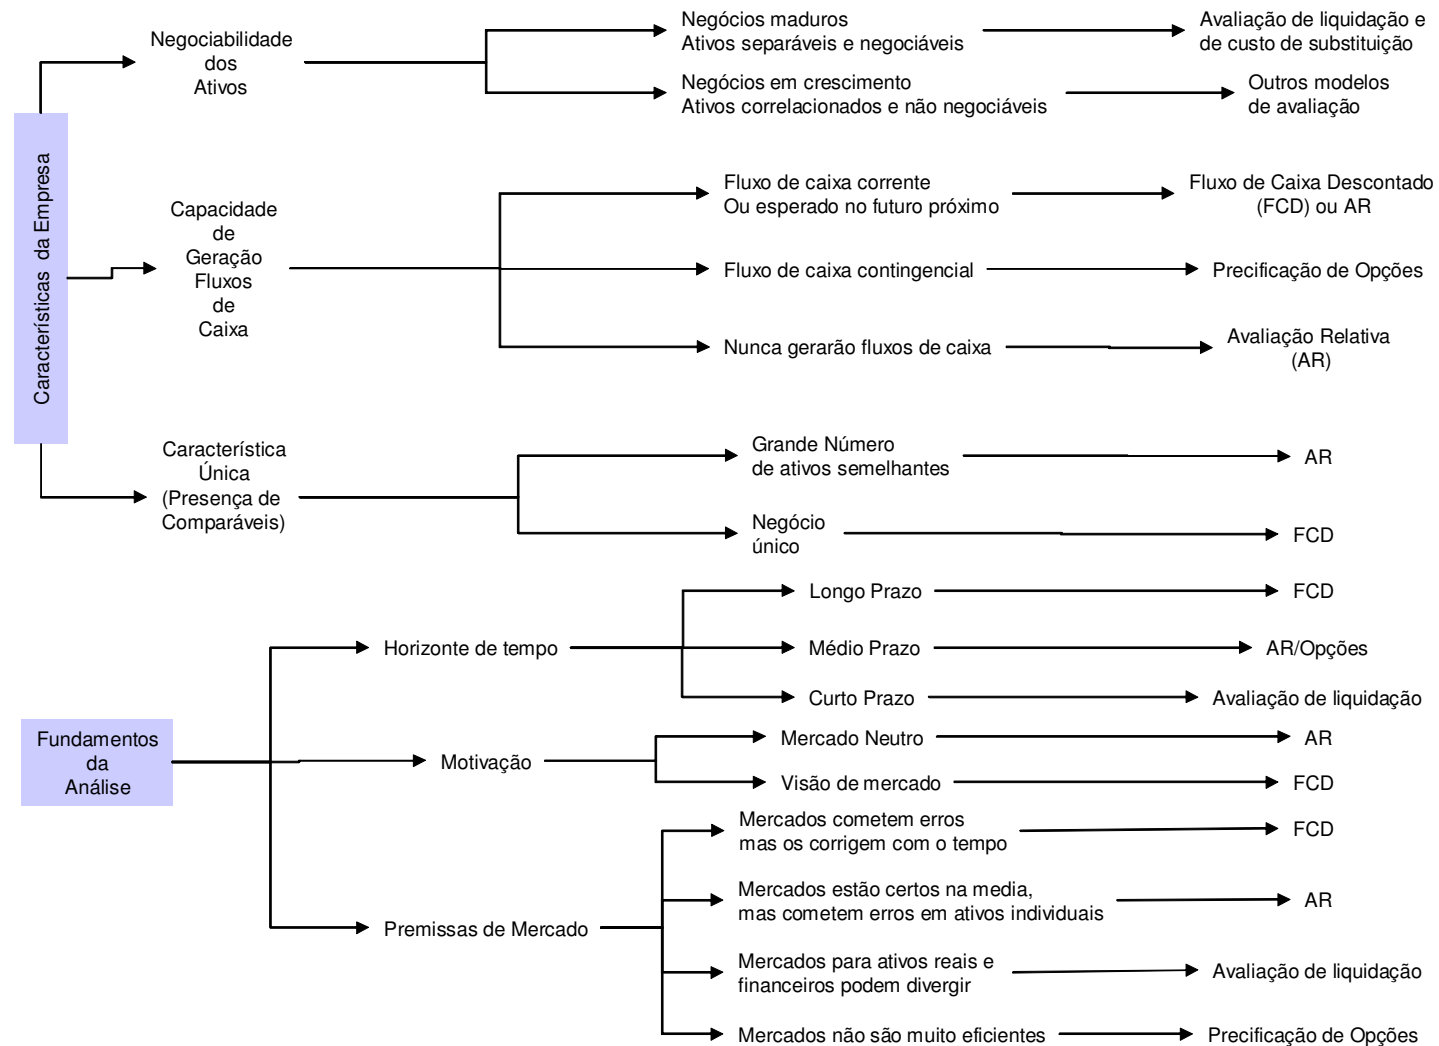 Características da Empresa
Negociabilidade
dos
Ativos
Negócios maduros
Ativos separáveis e negociáveis
Avaliação de liquidação e
de custo de substituição
Negócios em crescimento
Ativos correlacionados e não negociáveis
Outros modelos
de avaliação
Capacidade
de
Geração
Fluxos
de
Caixa
Fluxo de caixa corrente
Ou esperado no futuro próximo
Fluxo de Caixa Descontado
(FCD) ou AR
Fluxo de caixa contingencial
Precificação de Opções
Nunca gerarão fluxos de caixa
Avaliação Relativa
(AR)
Característica
Única
(Presença de
Comparáveis)
Grande Número
de ativos semelhantes
AR
Negócio
único
FCD
Fundamentos
da
Análise
Horizonte de tempo
Longo Prazo
FCD
Médio Prazo
AR/Opções
Curto Prazo
Avaliação de liquidação
Motivação
Mercado Neutro
AR
Visão de mercado
FCD
Premissas de Mercado
Mercados cometem erros
mas os corrigem com o tempo
FCD
Mercados estão certos na media,
mas cometem erros em ativos individuais
AR
Mercados para ativos reais e
financeiros podem divergir
Avaliação de liquidação
Mercados não são muito eficientes
Precificação de Opções